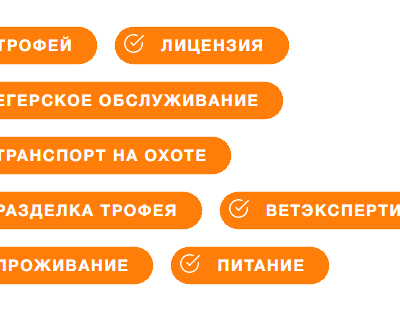 ТРОФЕЙ ЛИЦЕНЗИЯ
ЕГЕРСКОЕ ОБСЛУЖИВАНИЕ
ТРАНСПОРТ НА ОХОТЕ
РАЗДЕЛКА ТРОФЕЯ ВЕТЭКСПЕРТИ
ПРОЖИВАНИЕ ПИТАНИЕ